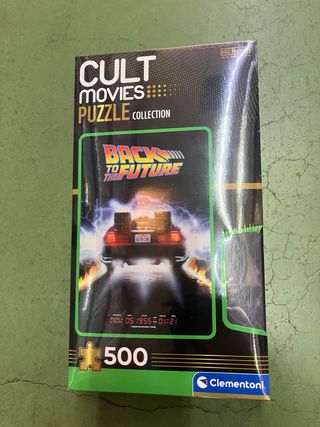 CULT
MOVIES
PUZZLE COLLECTION
BACK
TO THE
FUTURE
NOV 05 1955 01:21
500
Clementoni